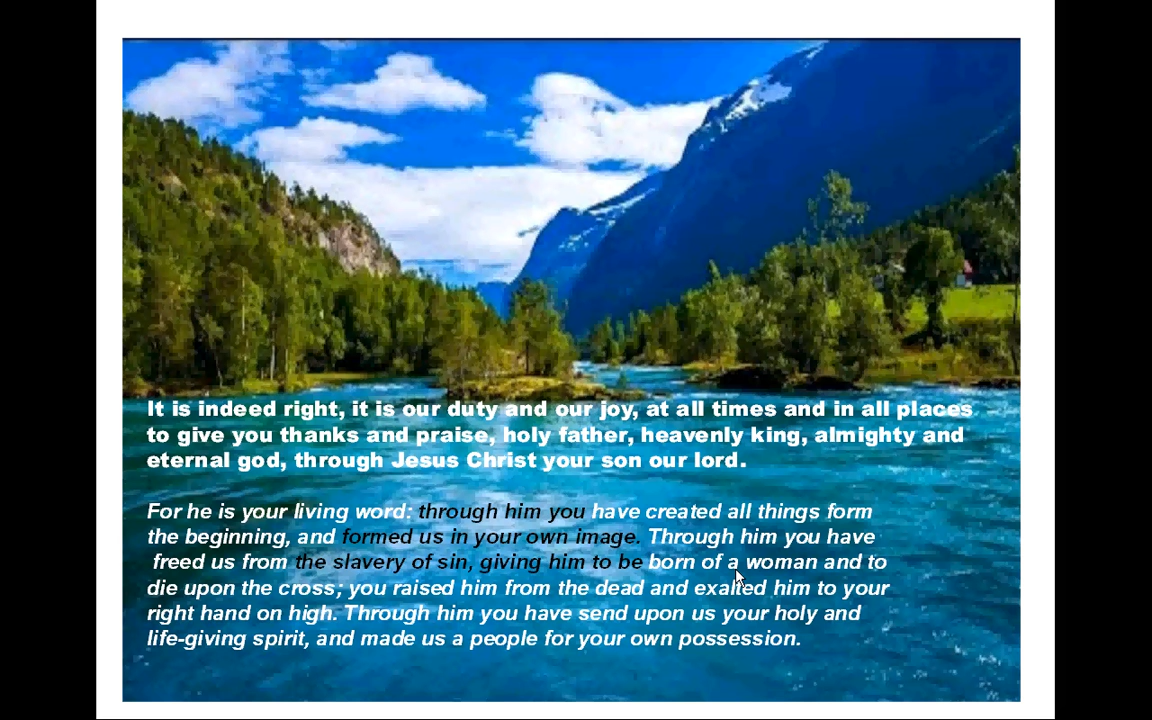 It is indeed right, it is our duty and our joy, at all times and in all places
to give you thanks and praise, holy father, heavenly king, almighty and
eternal god, through Jesus Christ your son our lord.
For he is your living word: through him you have created all things form
the beginning, and formed us in your own image. Through him you have
freed us from the slavery of sin, giving him to be born of a woman and to
die upon the cross; you raised him from the dead and exalted him to your
right hand on high. Through him you have send upon us your holy and
life-giving spirit, and made us a people for your own possession.